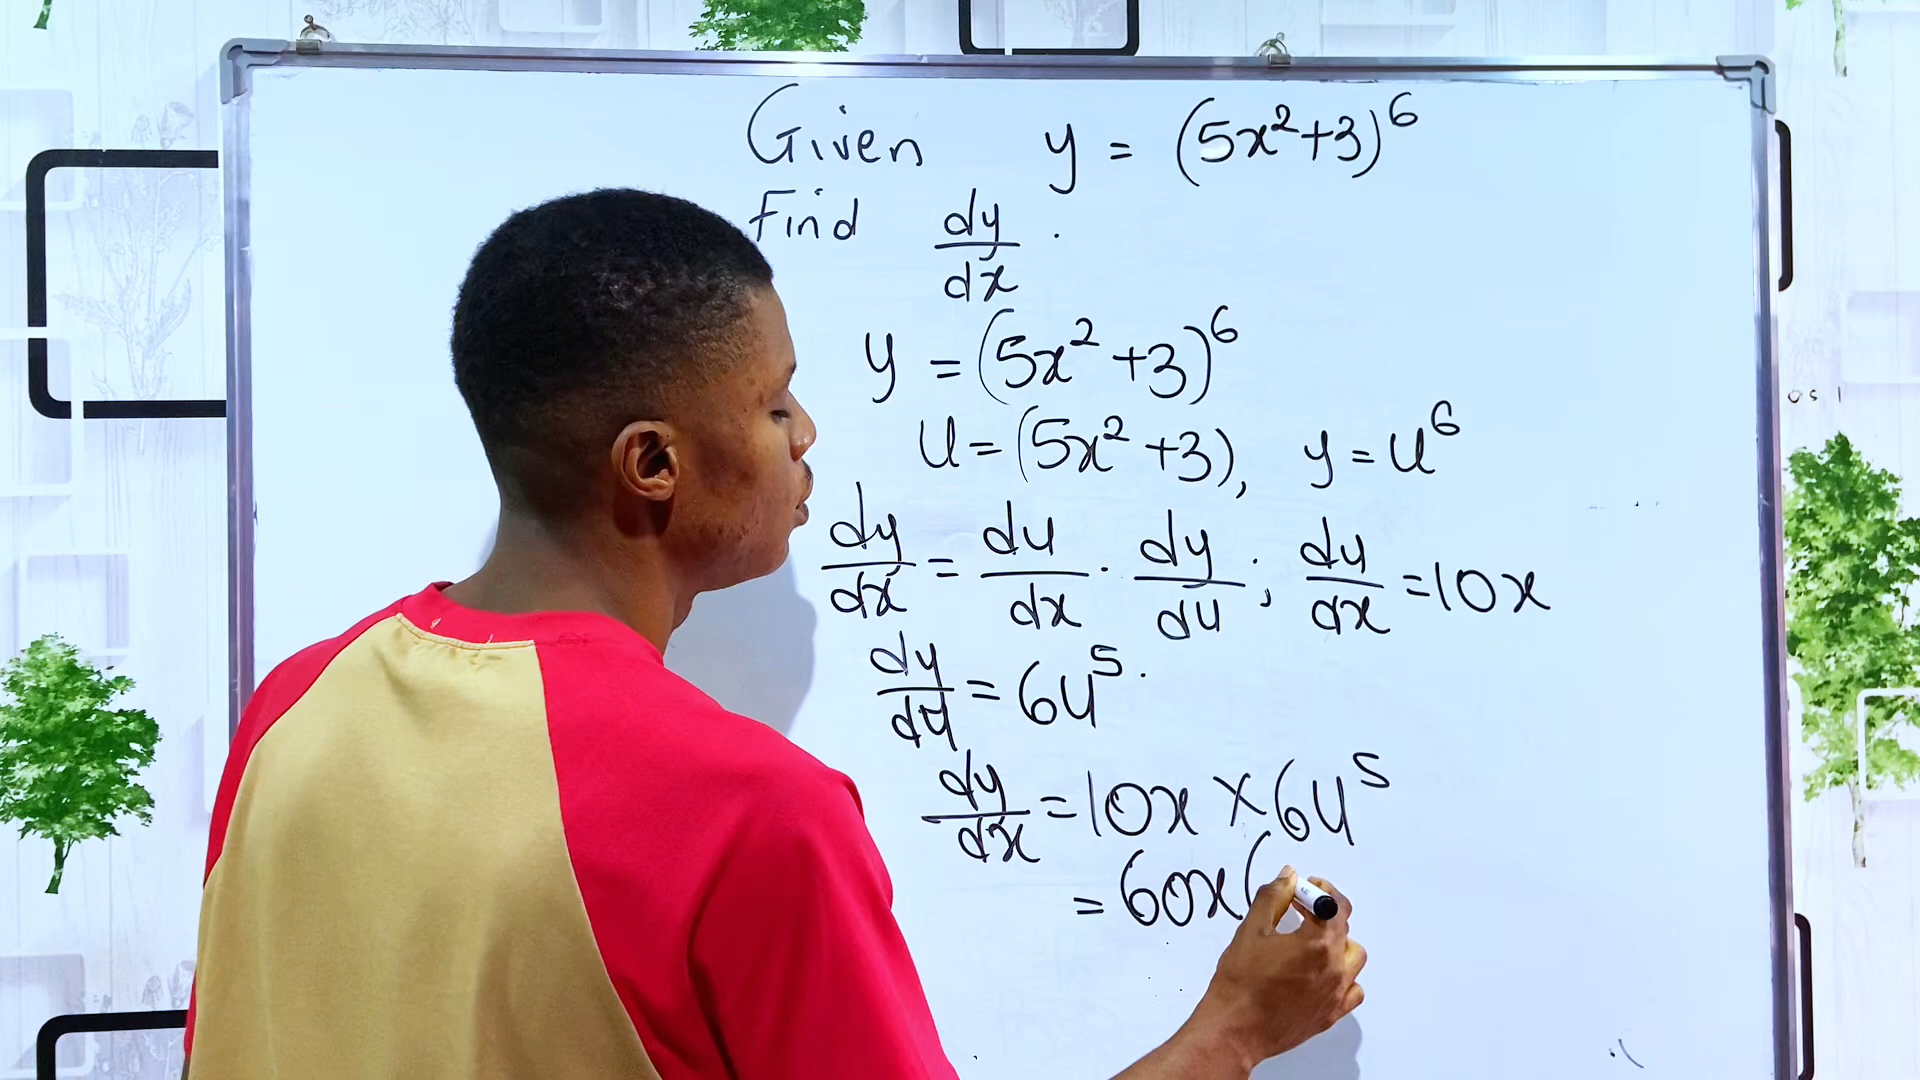 Given y = (5x²+3)⁶
Find dy/dx .
y = (5x² +3)⁶
u = (5x² +3), y = u⁶
dy/dx = du/dx · dy/du ; du/dx = 10x
dy/du = 6u⁵.
dy/dx = 10x × 6u⁵
= 60x(